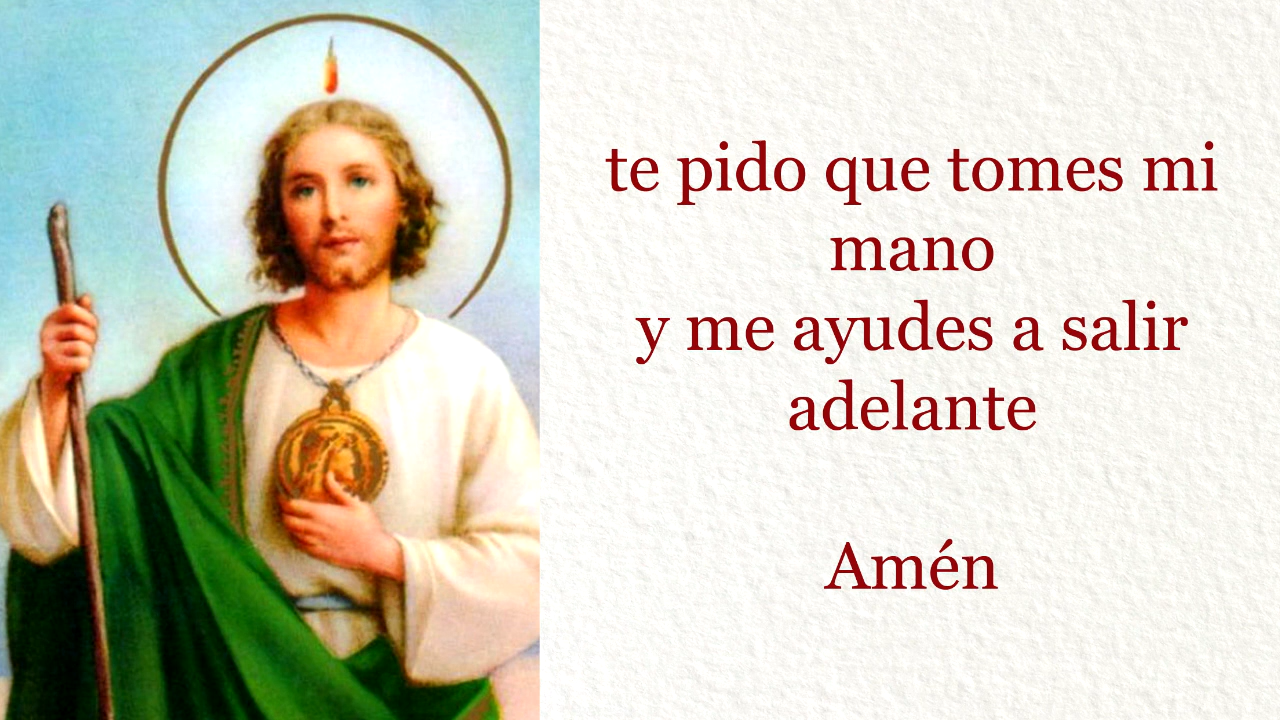 te pido que tomes mi
mano
y me ayudes a salir
adelante
Amén